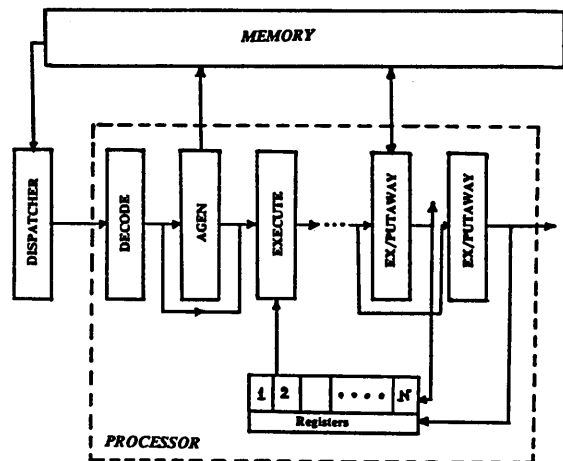 MEMORY
DISPATCHER
DECODE
AGEN
EXECUTE
EX/PUTAWAY
EX/PUTAWAY
1 2 • • • • N
Registers
PROCESSOR